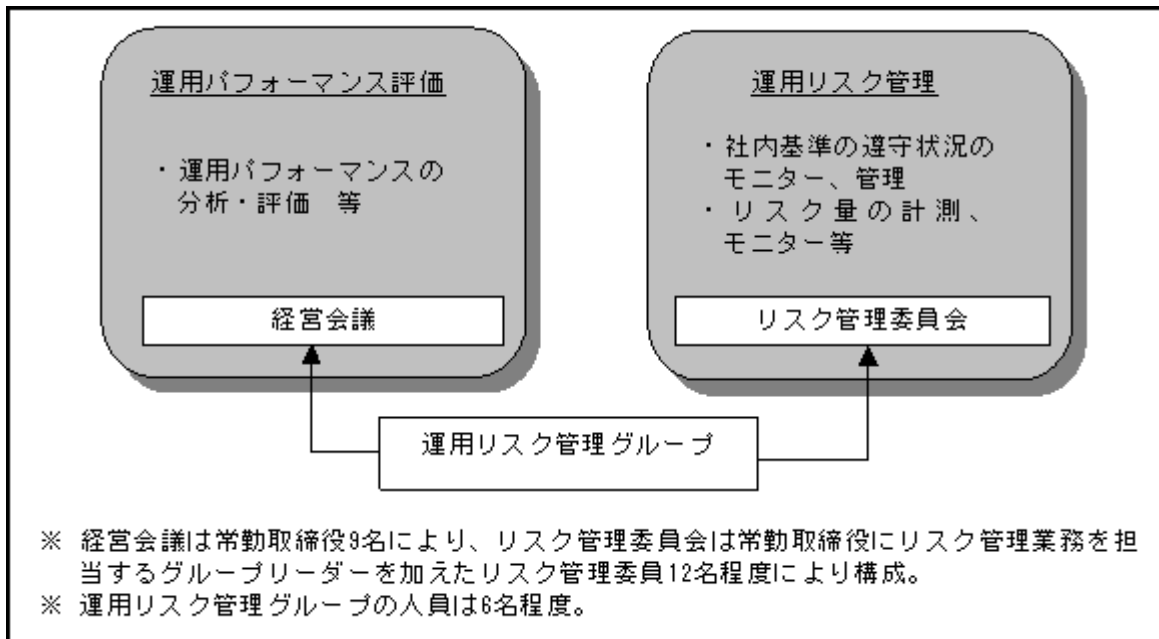 運用パフォーマンス評価
・運用パフォーマンスの
分析・評価 等
経営会議
運用リスク管理
・社内基準の遵守状況の
モニター、管理
・リスク量の計測、
モニター等
リスク管理委員会
運用リスク管理グループ
※ 経営会議は常勤取締役9名により、リスク管理委員会は常勤取締役にリスク管理業務を担
当するグループリーダーを加えたリスク管理委員12名程度により構成。
※ 運用リスク管理グループの人員は6名程度。